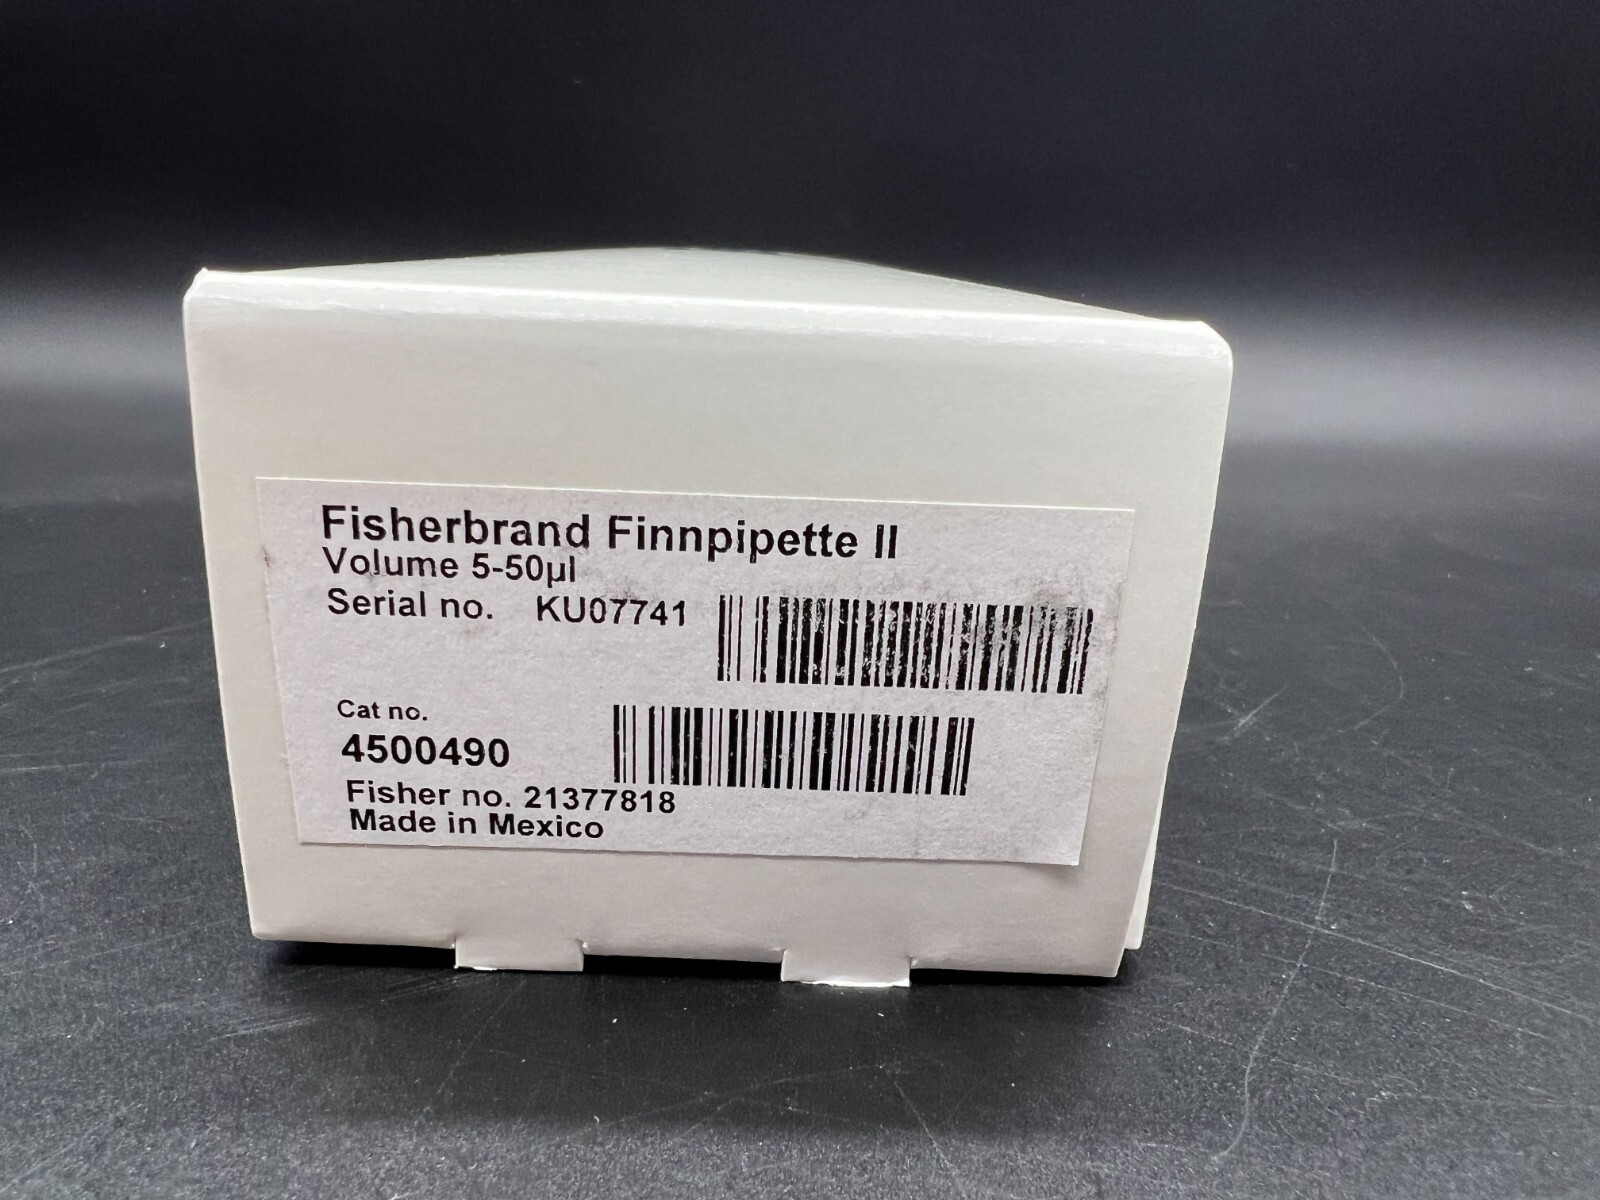 Fisherbrand Finnpipette II
Volume 5-50µl
Serial no. KU07741
Cat no.
4500490
Fisher no. 21377818
Made in Mexico